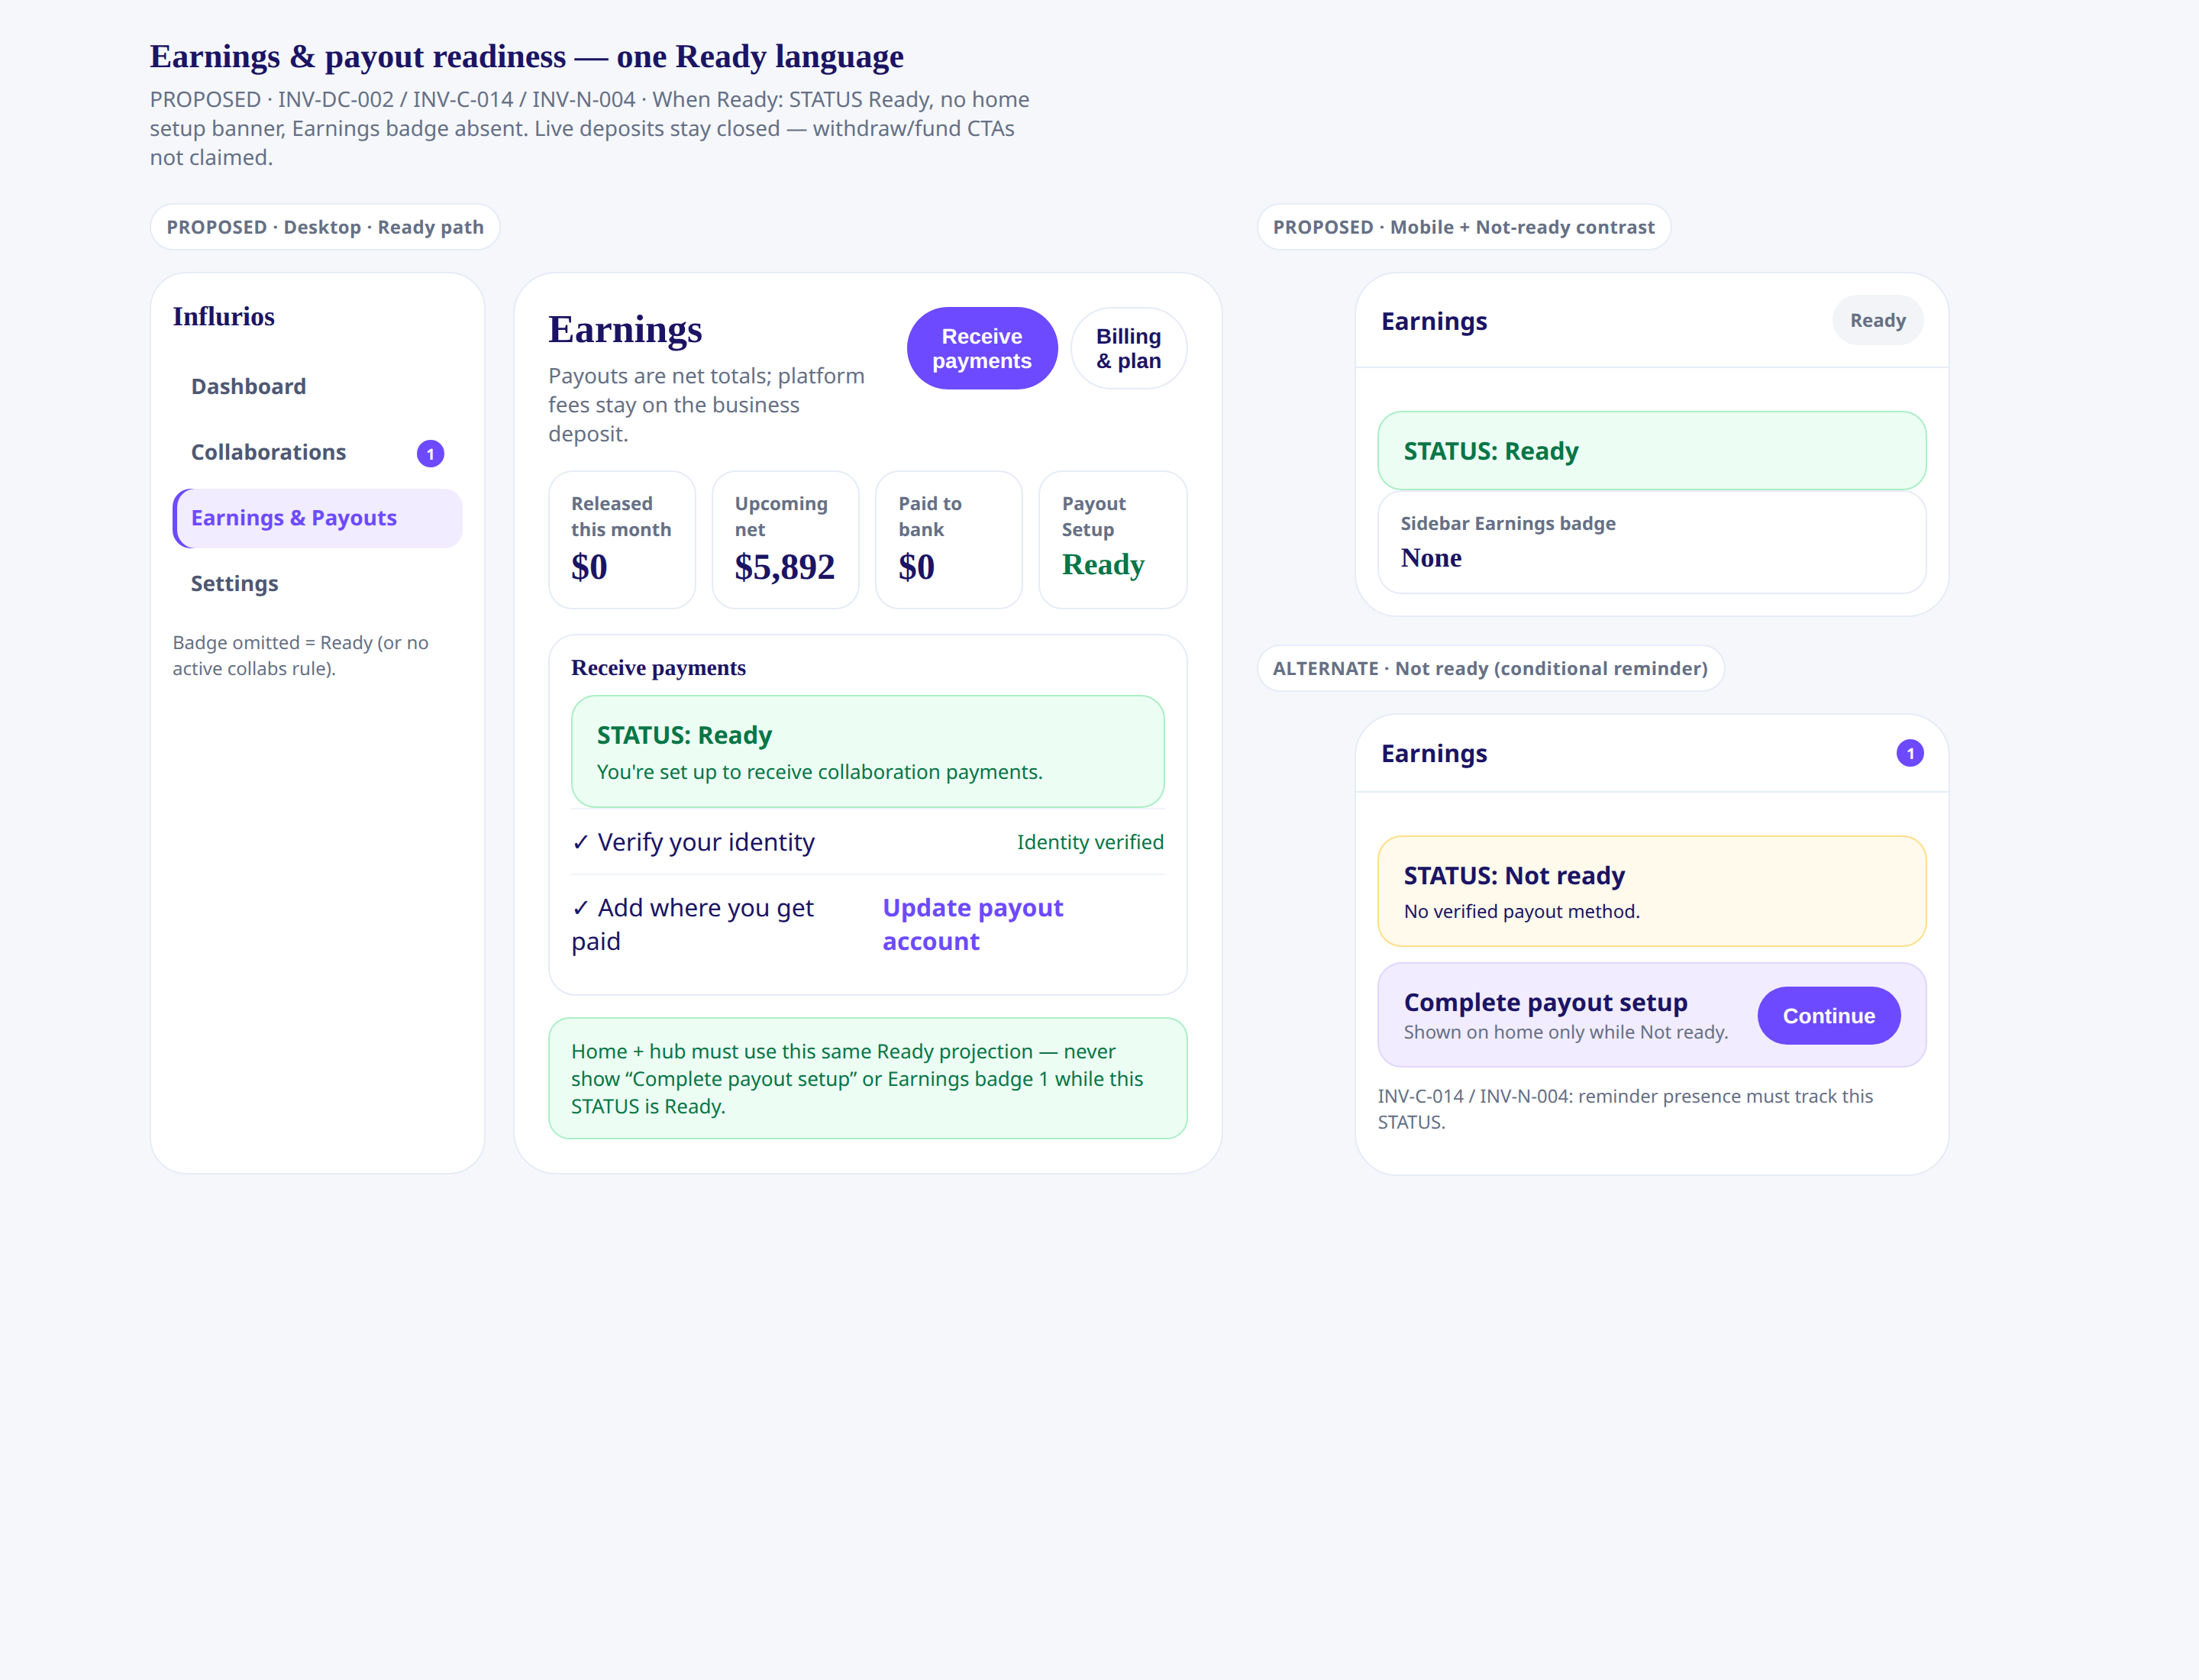 Earnings & payout readiness — one Ready language
PROPOSED · INV-DC-002 / INV-C-014 / INV-N-004 · When Ready: STATUS Ready, no home
setup banner, Earnings badge absent. Live deposits stay closed — withdraw/fund CTAs
not claimed.
PROPOSED · Desktop · Ready path
Influrios
Dashboard
Collaborations 1
Earnings & Payouts
Settings
Badge omitted = Ready (or no
active collabs rule).
Earnings
Payouts are net totals; platform
fees stay on the business
deposit.
Receive
payments
Billing
& plan
Released
this month
$0
Upcoming
net
$5,892
Paid to
bank
$0
Payout
Setup
Ready
Receive payments
STATUS: Ready
You're set up to receive collaboration payments.
✓ Verify your identity Identity verified
✓ Add where you get
paid
Update payout
account
Home + hub must use this same Ready projection — never
show “Complete payout setup” or Earnings badge 1 while this
STATUS is Ready.
PROPOSED · Mobile + Not-ready contrast
Earnings Ready
STATUS: Ready
Sidebar Earnings badge
None
ALTERNATE · Not ready (conditional reminder)
Earnings 1
STATUS: Not ready
No verified payout method.
Complete payout setup
Shown on home only while Not ready.
Continue
INV-C-014 / INV-N-004: reminder presence must track this
STATUS.